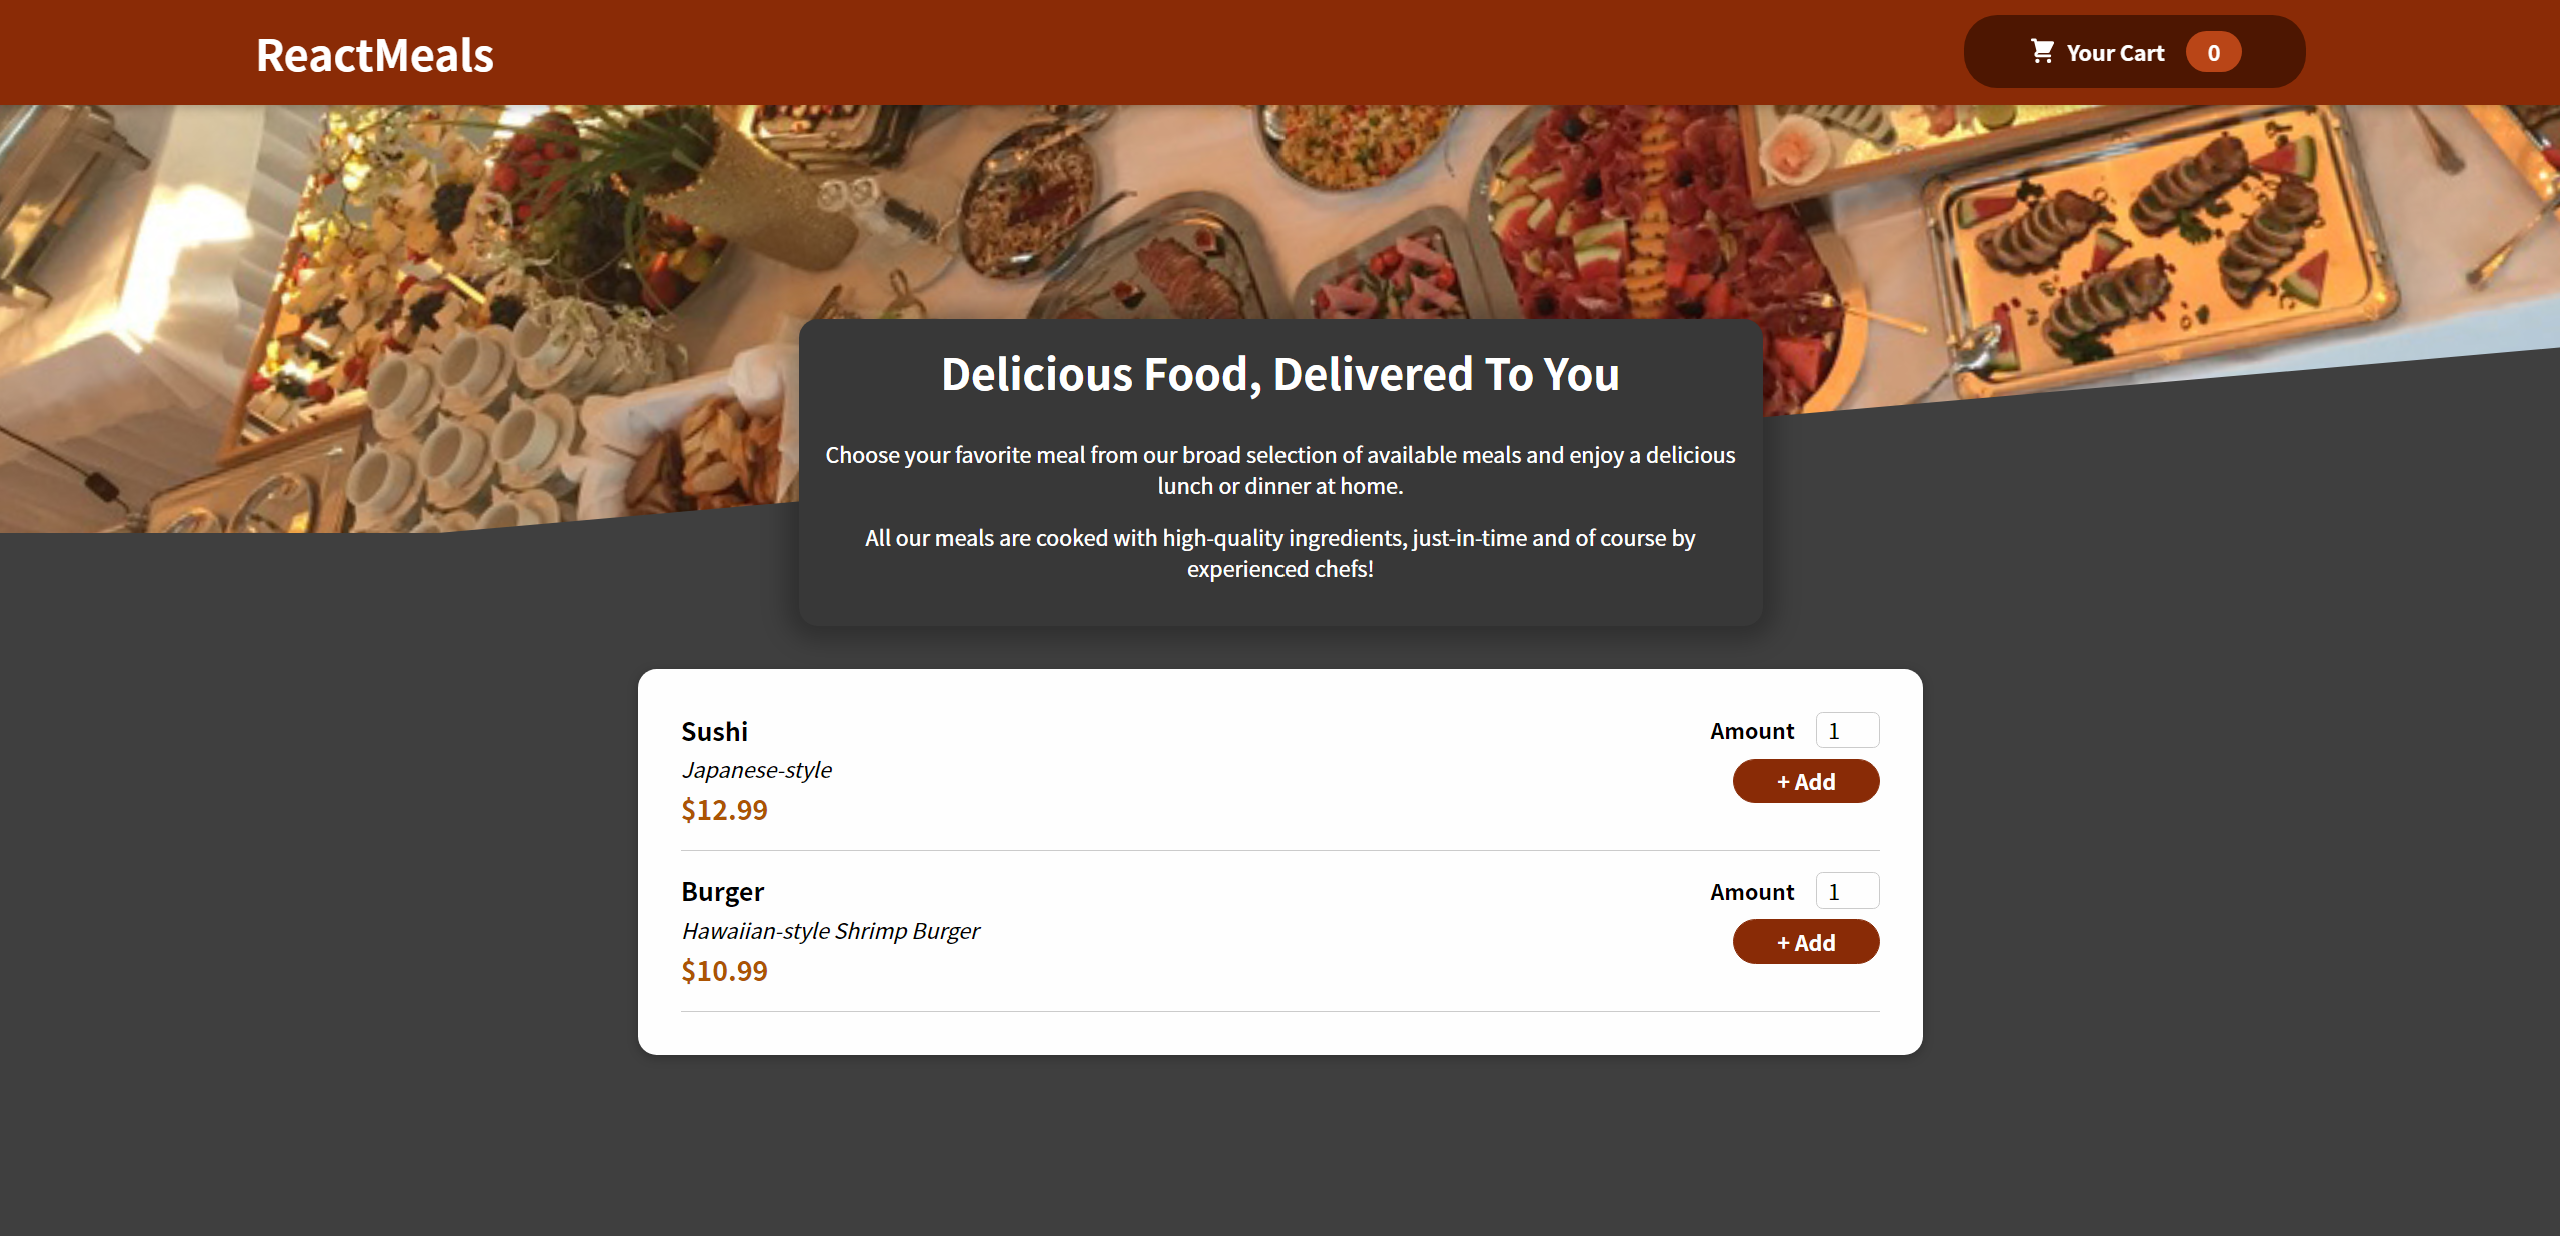 ReactMeals
Your Cart 0
Delicious Food, Delivered To You
Choose your favorite meal from our broad selection of available meals and enjoy a delicious
lunch or dinner at home.
All our meals are cooked with high-quality ingredients, just-in-time and of course by
experienced chefs!
Sushi
Japanese-style
$12.99
Amount 1
+ Add
Burger
Hawaiian-style Shrimp Burger
$10.99
Amount 1
+ Add